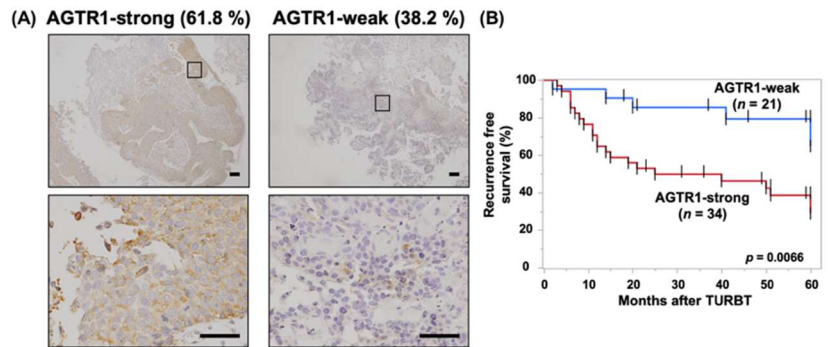 (A) AGTR1-strong (61.8 %) AGTR1-weak (38.2 %) (B)
100
80
60
40
20
0
Recurrence free
survival (%)
AGTR1-weak
(n = 21)
AGTR1-strong
(n = 34)
p = 0.0066
0 10 20 30 40 50 60
Months after TURBT